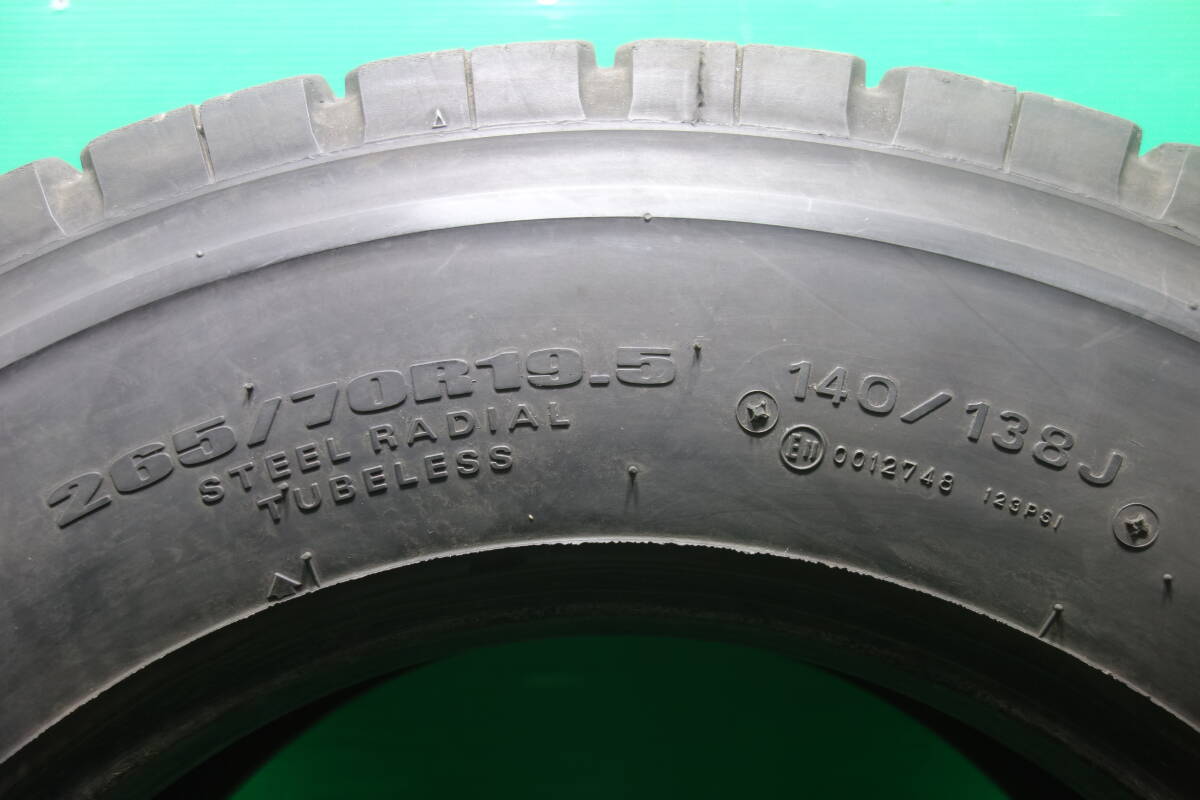 265/70R19.5
STEEL RADIAL
TUBELESS
140/138J
E11 0012748
123PSI